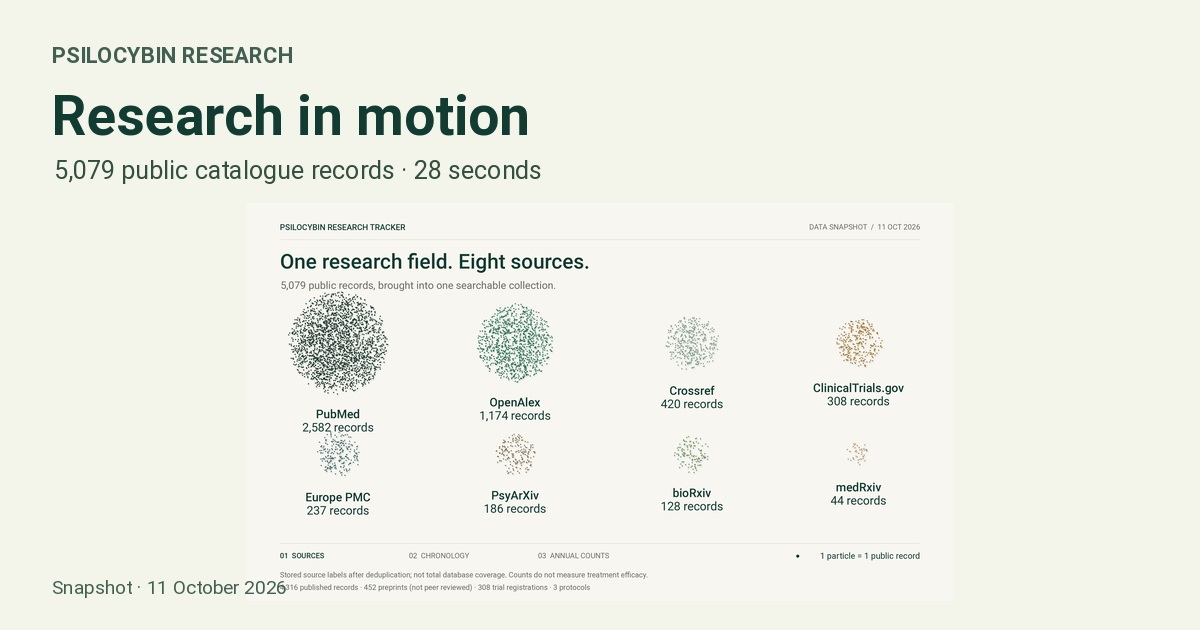 PSILOCYBIN RESEARCH
Research in motion
5,079 public catalogue records · 28 seconds
PSILOCYBIN RESEARCH TRACKER
DATA SNAPSHOT / 11 OCT 2026
One research field. Eight sources.
5,079 public records, brought into one searchable collection.
PubMed
2,582 records
OpenAlex
1,174 records
Crossref
420 records
ClinicalTrials.gov
308 records
Europe PMC
237 records
PsyArXiv
186 records
bioRxiv
128 records
medRxiv
44 records
01 SOURCES
02 CHRONOLOGY
03 ANNUAL COUNTS
1 particle = 1 public record
Stored source labels after deduplication; not total database coverage. Counts do not measure treatment efficacy.
published records · 452 preprints (not peer reviewed) · 308 trial registrations · 3 protocols
Snapshot · 11 October 2026